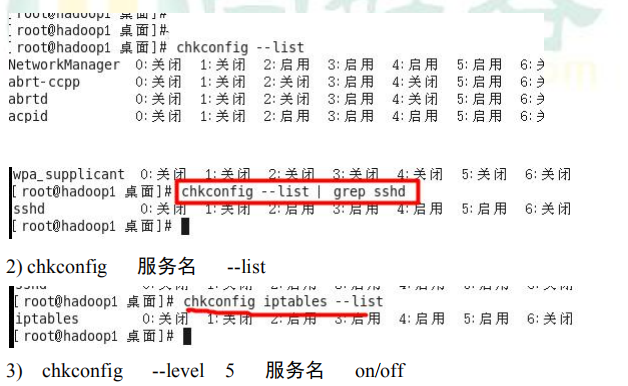 [ root@hadoop1 桌面]#
[ root@hadoop1 桌面]#
[ root@hadoop1 桌面]# chkconfig --list
NetworkManager 0:关闭 1:关闭 2:启用 3:启用 4:启用 5:启用 6:
abrt-ccpp 0:关闭 1:关闭 2:关闭 3:启用 4:关闭 5:启用 6:
abrtd 0:关闭 1:关闭 2:关闭 3:启用 4:关闭 5:启用 6:
acpid 0:关闭 1:关闭 2:启用 3:启用 4:启用 5:启用 6:
wpa_supplicant 0:关闭 1:关闭 2:关闭 3:关闭 4:关闭 5:关闭 6:关闭
[ root@hadoop1 桌面]# chkconfig --list | grep sshd
sshd 0:关闭 1:关闭 2:启用 3:启用 4:启用 5:启用 6:关闭
[ root@hadoop1 桌面]#
2) chkconfig 服务名 --list
[ root@hadoop1 桌面]# chkconfig iptables --list
iptables 0:关闭 1:关闭 2:启用 3:启用 4:启用 5:启用 6:关闭
[ root@hadoop1 桌面]#
3) chkconfig --level 5 服务名 on/off